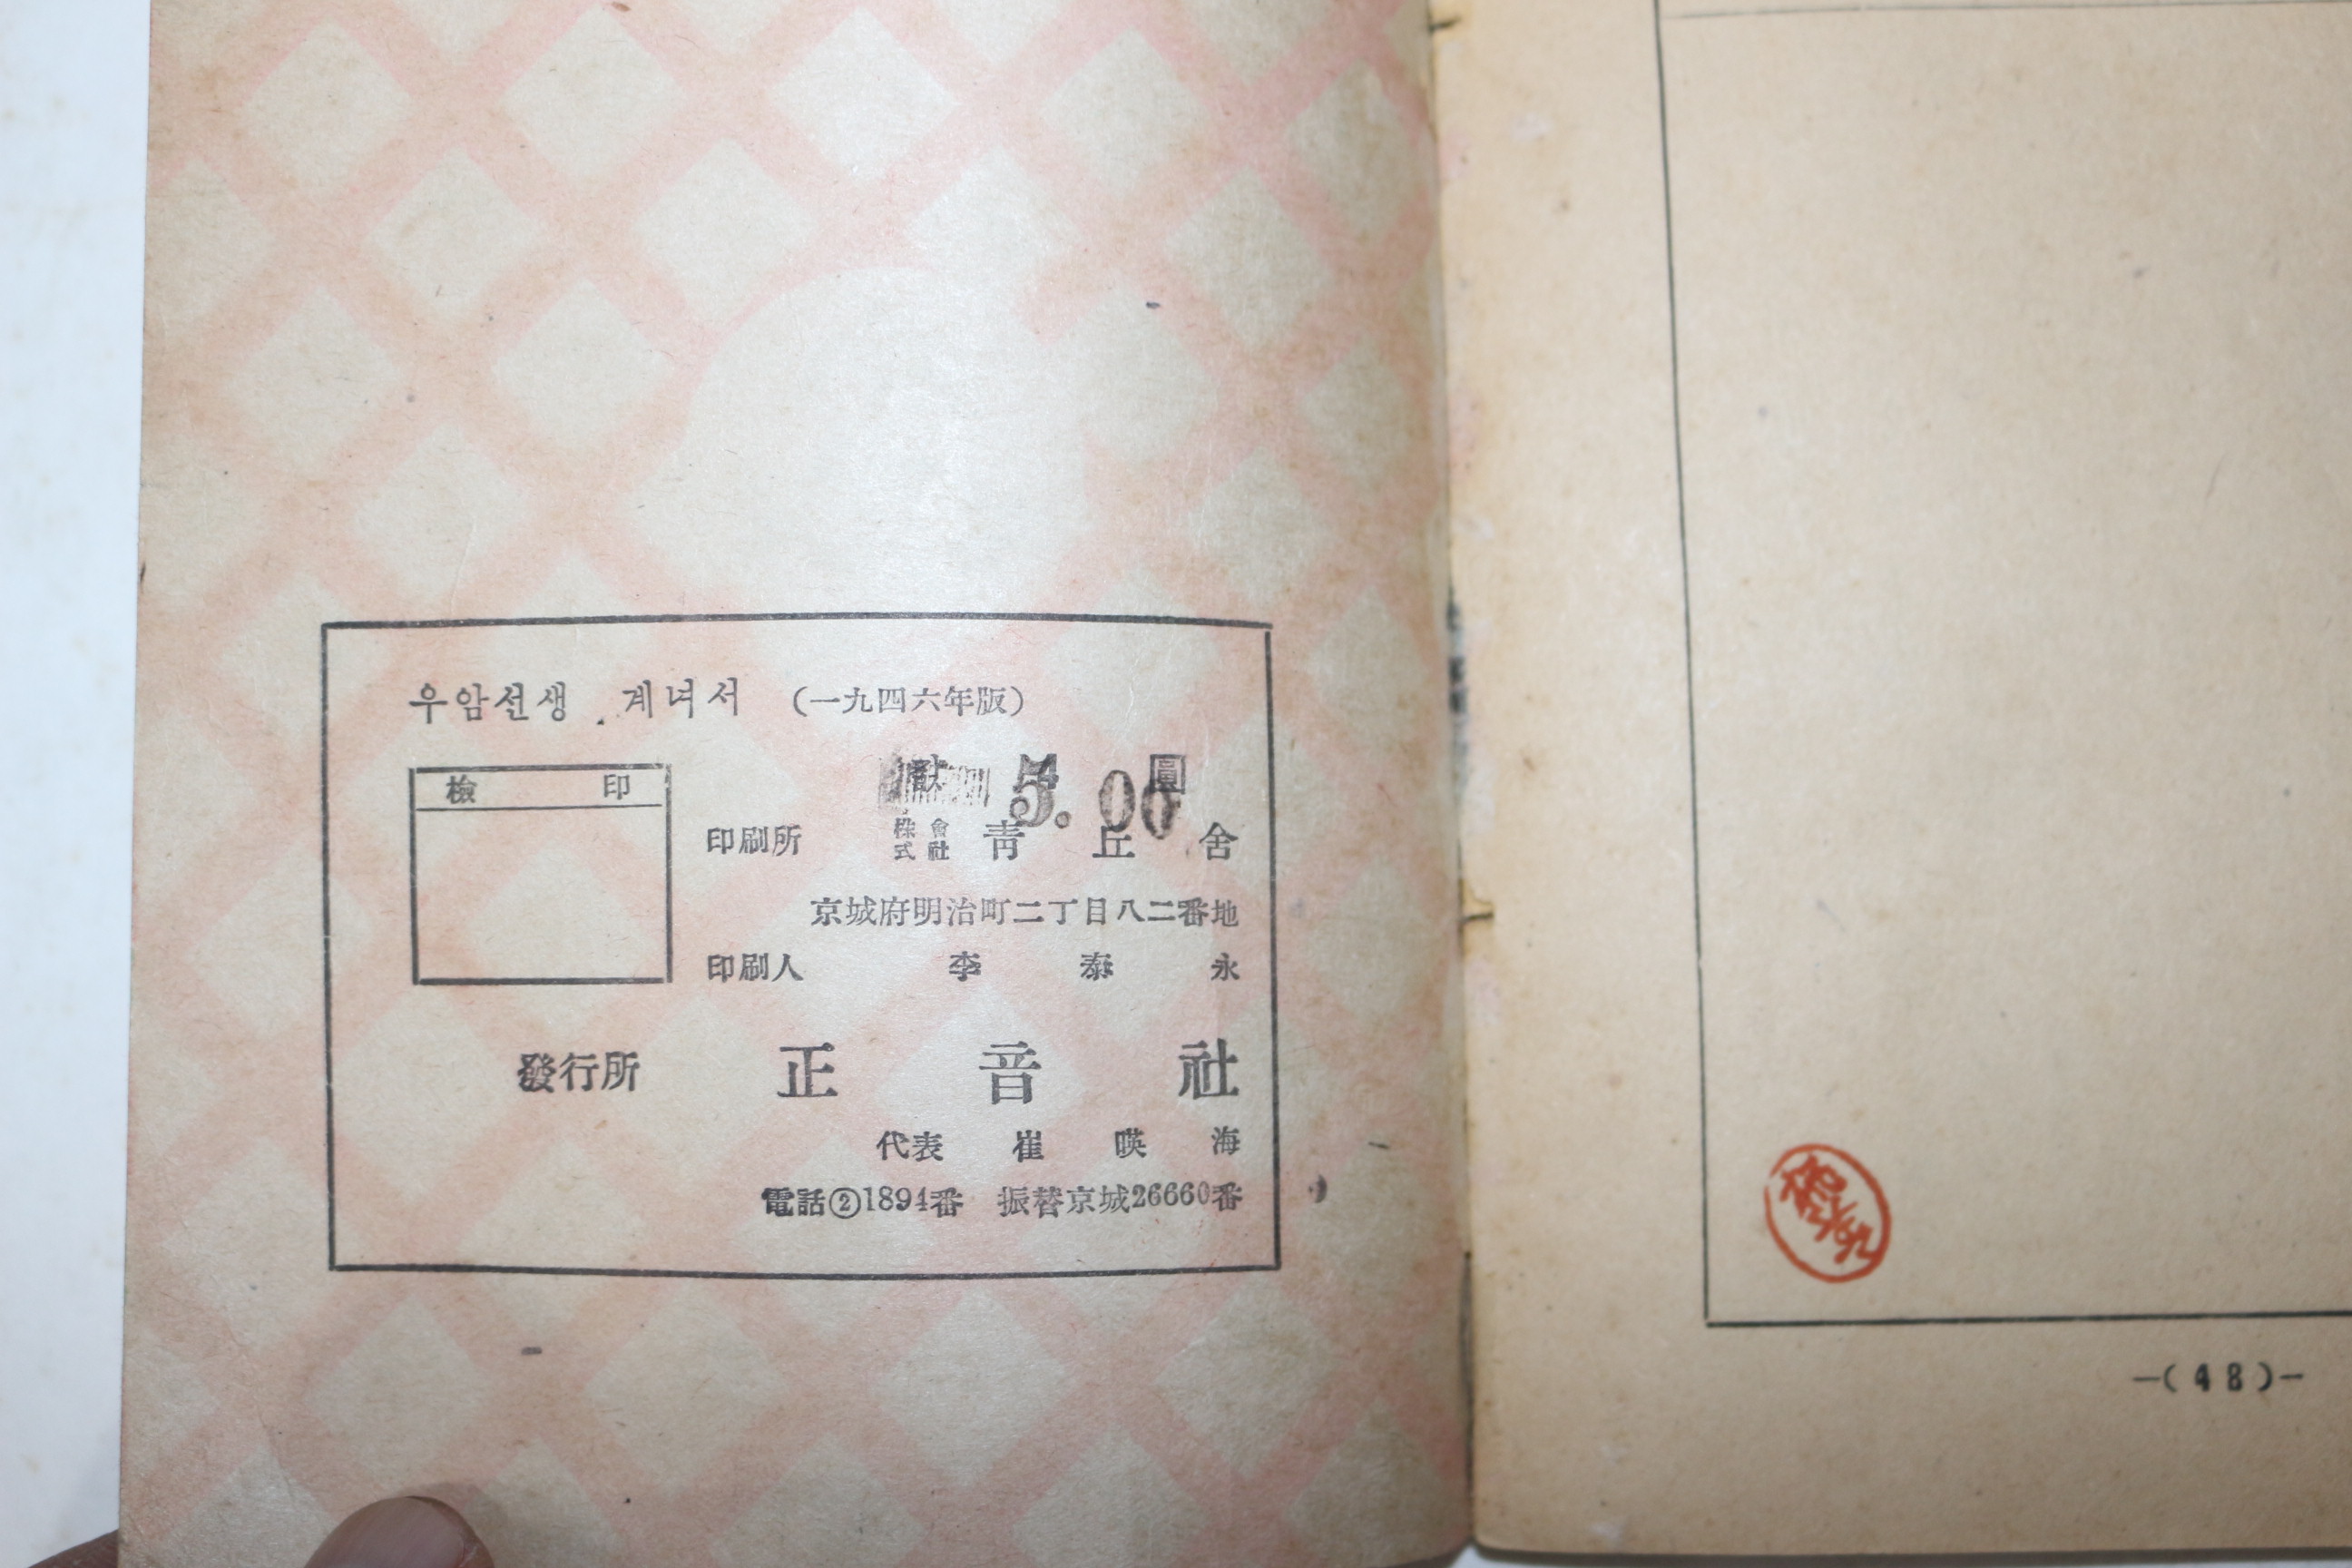 우암선생 계녀서 (一九四六年版)
檢 印
5.00 圓
印刷所 株式會社 靑丘舍
京城府明治町二丁目八二番地
印刷人 李泰永
發行所 正音社
代表 崔暎海
電話②1894番 振替京城26660番
—(48)—